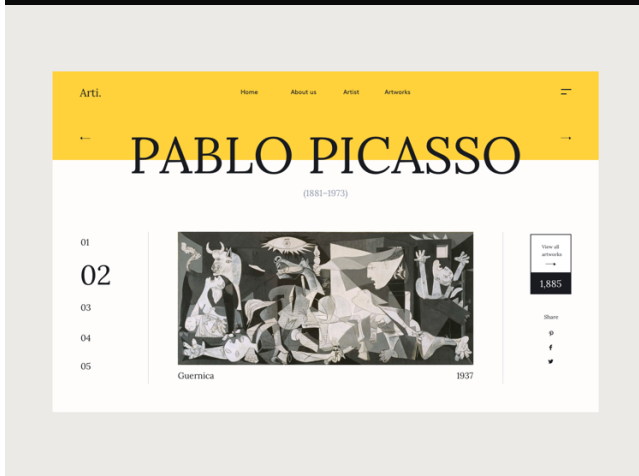 Arti.
Home About us Artist Artworks
PABLO PICASSO
(1881–1973)
01
02
03
04
05
Guernica 1937
View all
artworks
1,885
Share